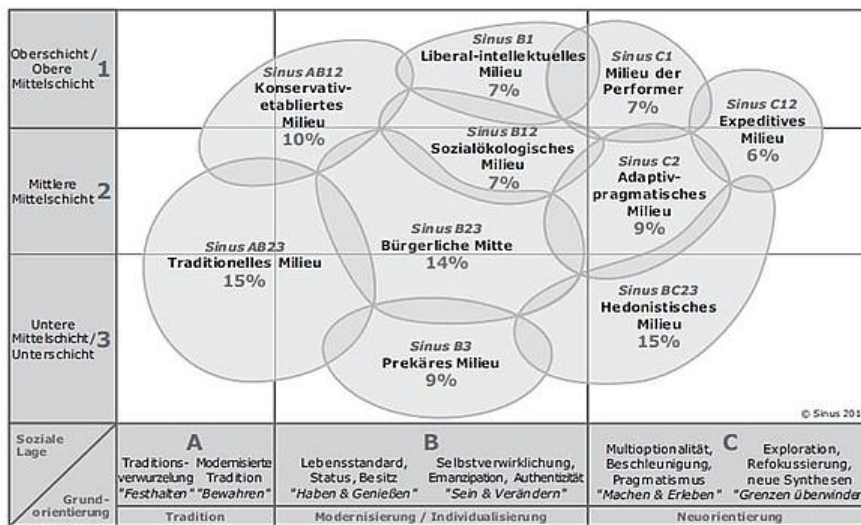 Oberschicht /
Obere
Mittelschicht
1
Mittlere
Mittelschicht
2
Untere
Mittelschicht/
Unterschicht
3
Sinus AB12
Konservativ-
etabliertes
Milieu
10%
Sinus B1
Liberal-intellektuelles
Milieu
7%
Sinus C1
Milieu der
Performer
7%
Sinus C12
Expeditives
Milieu
6%
Sinus B12
Sozialökologisches
Milieu
7%
Sinus C2
Adaptiv-
pragmatisches
Milieu
9%
Sinus AB23
Traditionelles Milieu
15%
Sinus B23
Bürgerliche Mitte
14%
Sinus BC23
Hedonistisches
Milieu
15%
Sinus B3
Prekäres Milieu
9%
© Sinus 201
Soziale
Lage
Grund-
orientierung
A
Traditions-
verwurzelung
"Festhalten"
Modernisierte
Tradition
"Bewahren"
B
Lebensstandard,
Status, Besitz
"Haben & Genießen"
Selbstverwirklichung,
Emanzipation, Authentizität
"Sein & Verändern"
C
Multioptionalität,
Beschleunigung,
Pragmatismus
"Machen & Erleben"
Exploration,
Refokussierung,
neue Synthesen
"Grenzen überwinden
Tradition
Modernisierung / Individualisierung
Neuorientierung